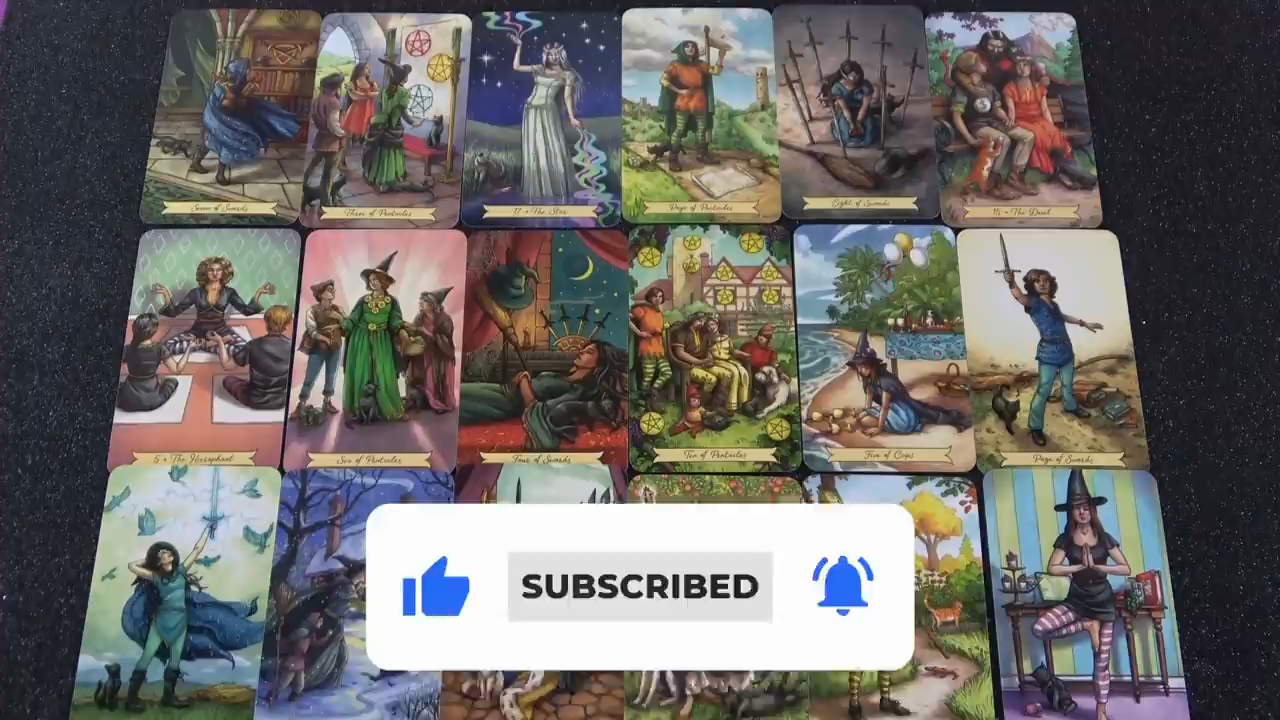 Seven of Swords
Three of Pentacles
17 • The Star
Page of Pentacles
Eight of Swords
15 • The Devil
5 • The Hierophant
Six of Pentacles
Four of Swords
Ten of Pentacles
Five of Cups
Page of Swords
SUBSCRIBED